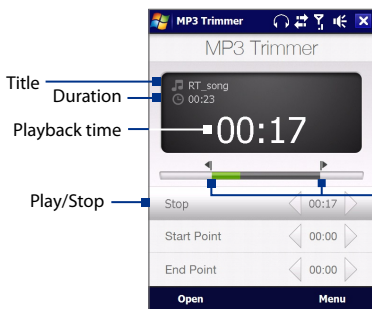 MP3 Trimmer
MP3 Trimmer
Title
RT_song
Duration
00:23
Playback time
00:17
Play/Stop
Stop
00:17
Start Point
00:00
End Point
00:00
Open
Menu